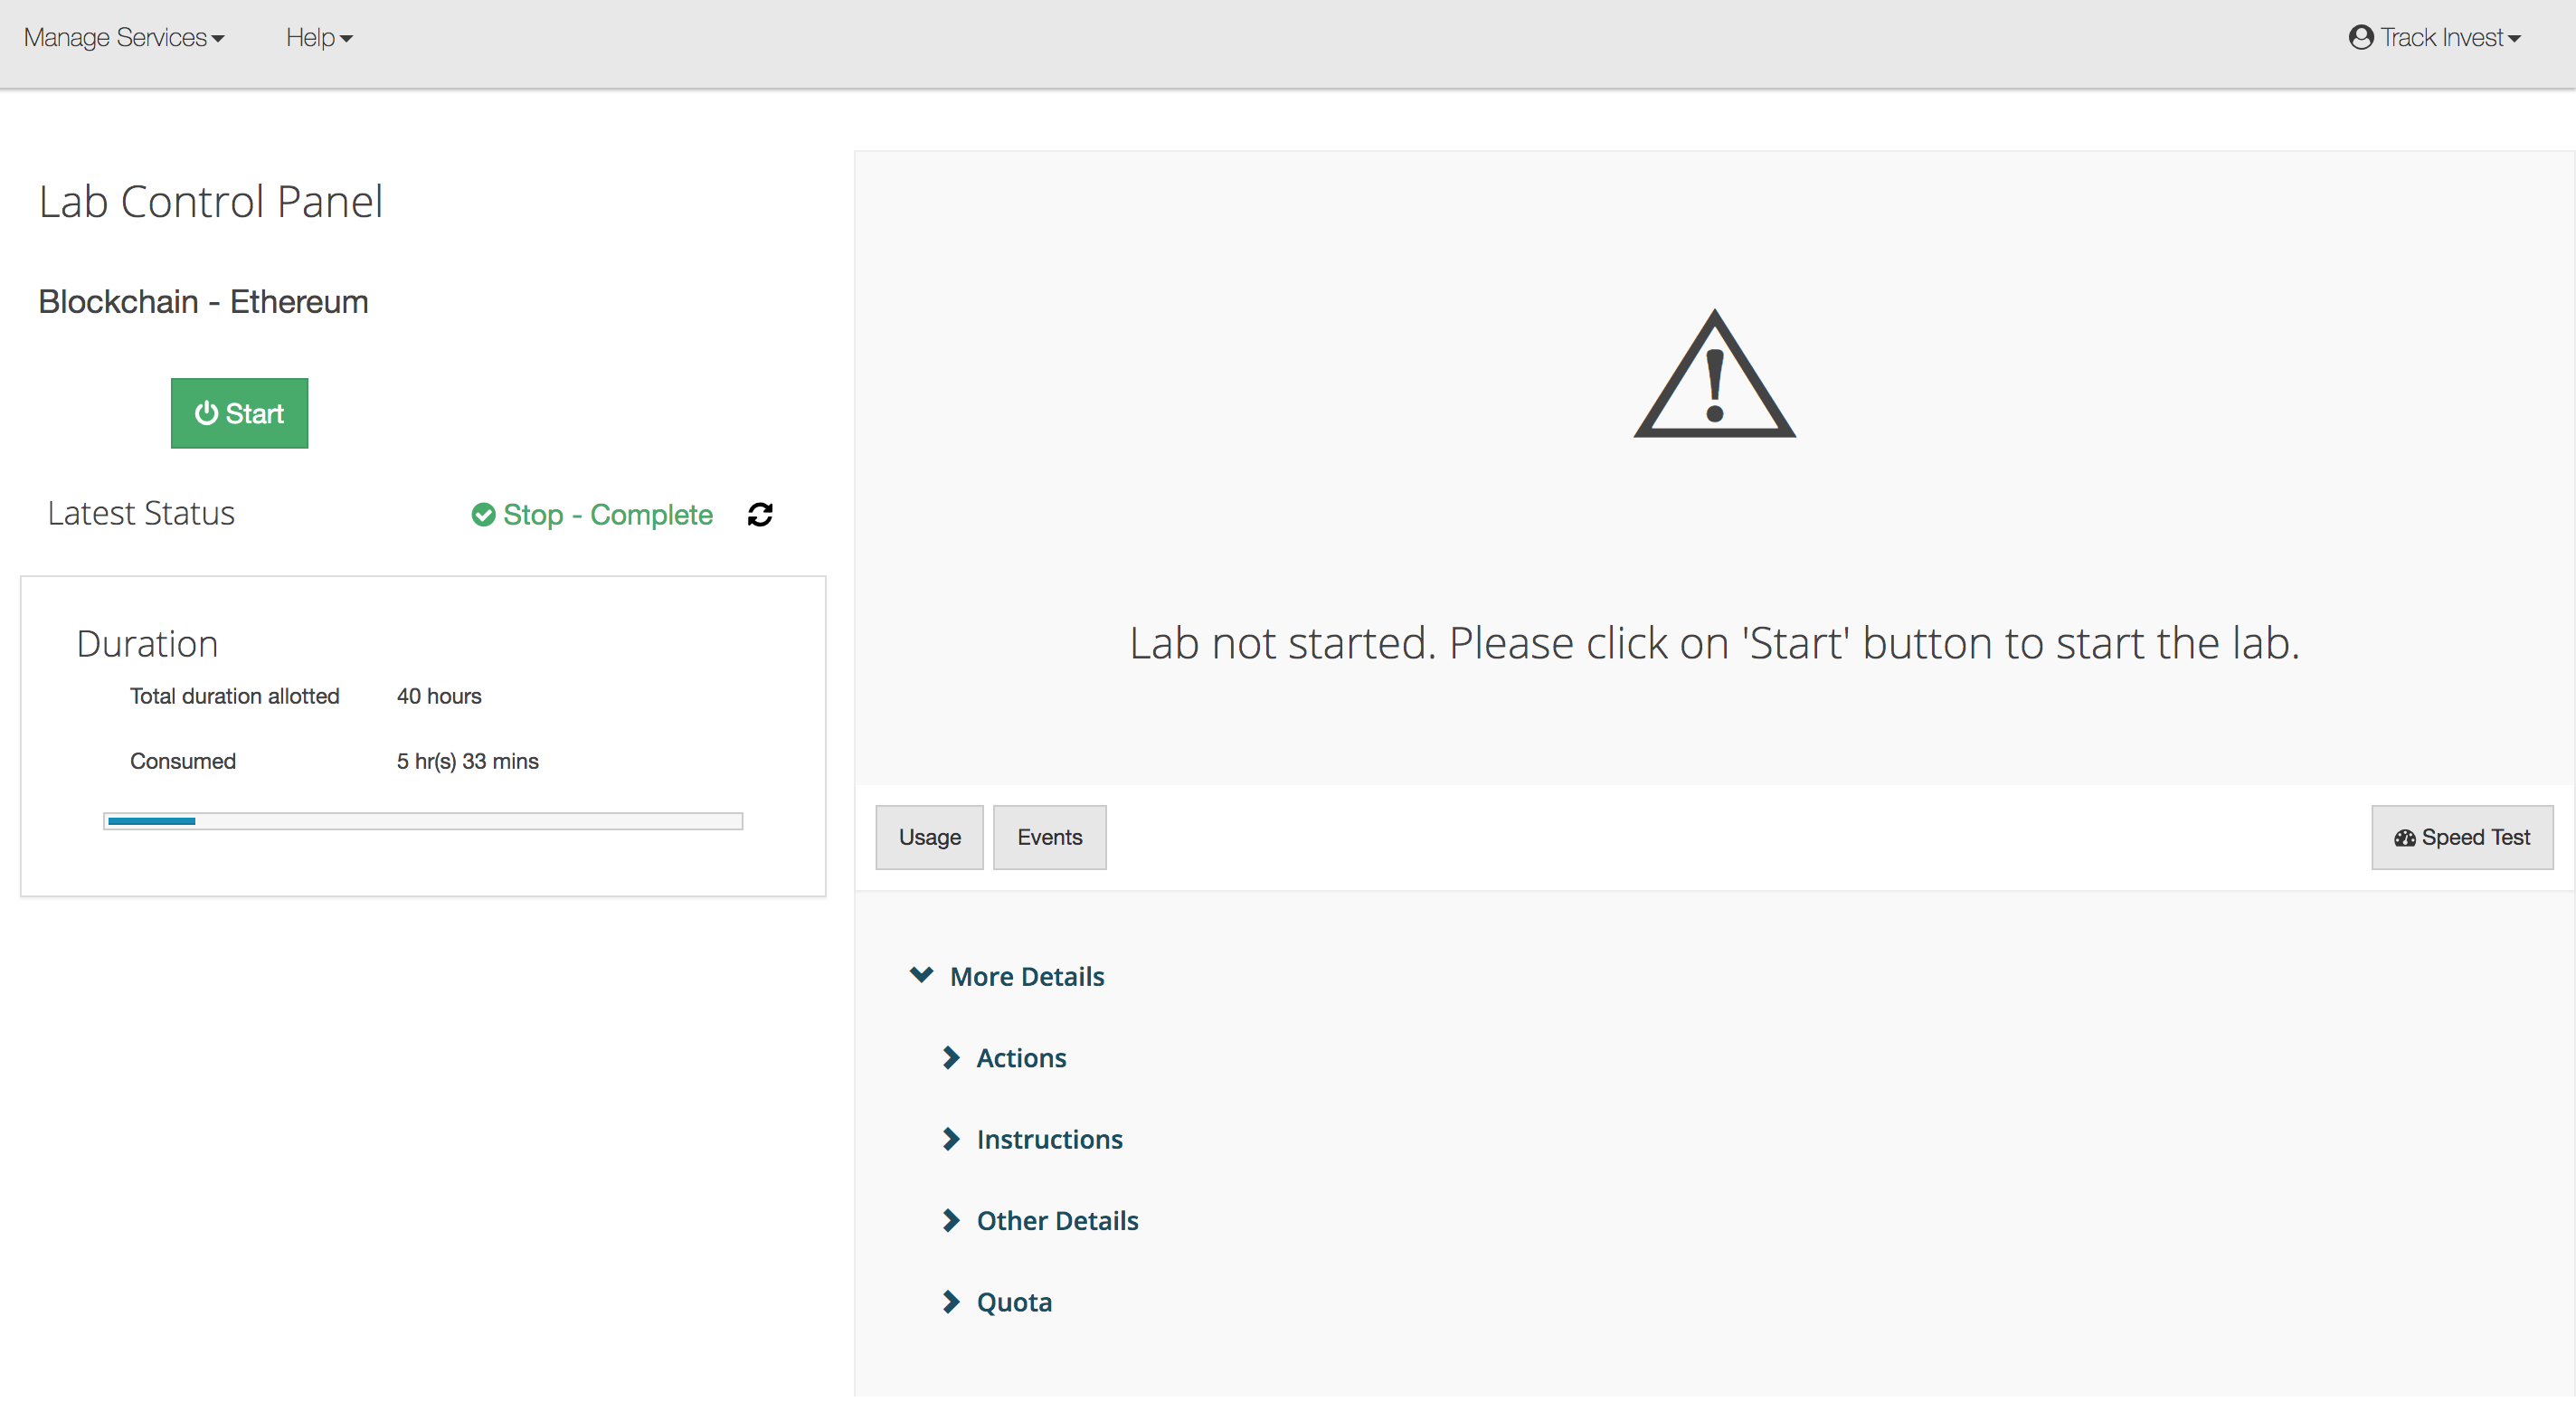 Manage Services
Help
Track Invest
Lab Control Panel
Blockchain - Ethereum
Start
Latest Status
Stop - Complete
Duration
Total duration allotted 40 hours
Consumed 5 hr(s) 33 mins
Lab not started. Please click on 'Start' button to start the lab.
Usage
Events
Speed Test
More Details
Actions
Instructions
Other Details
Quota